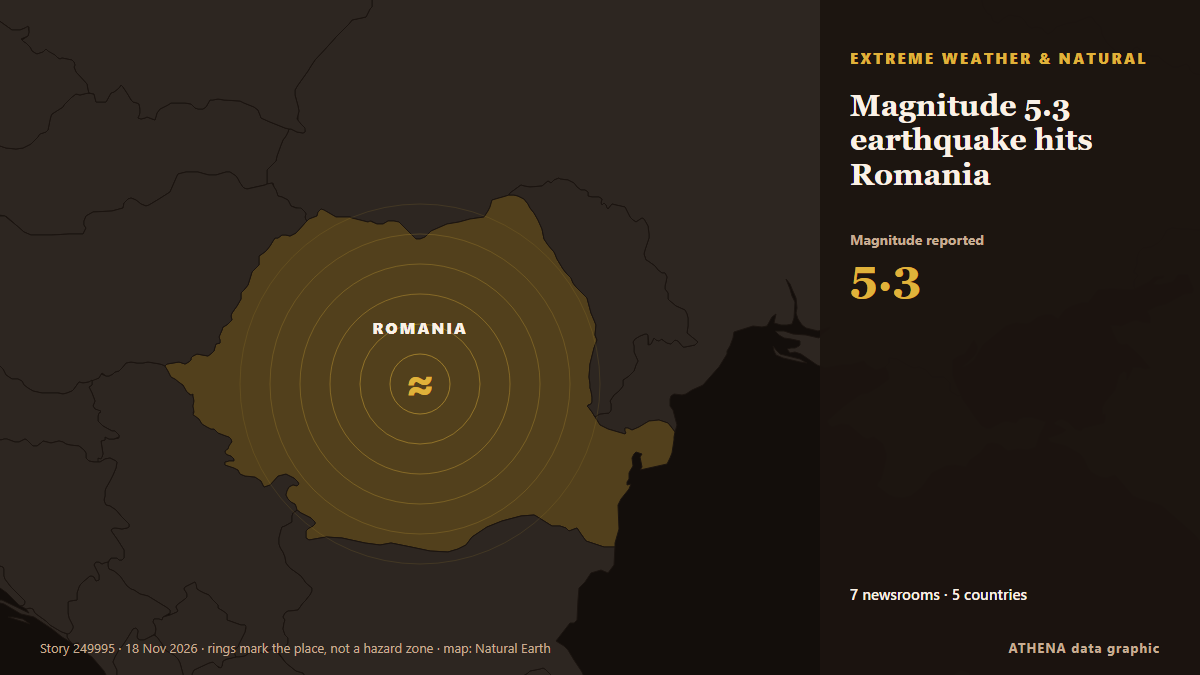 EXTREME WEATHER & NATURAL
Magnitude 5.3
earthquake hits
Romania
Magnitude reported
5.3
ROMANIA
≈
7 newsrooms · 5 countries
Story 249995 · 18 Nov 2026 · rings mark the place, not a hazard zone · map: Natural Earth
ATHENA data graphic